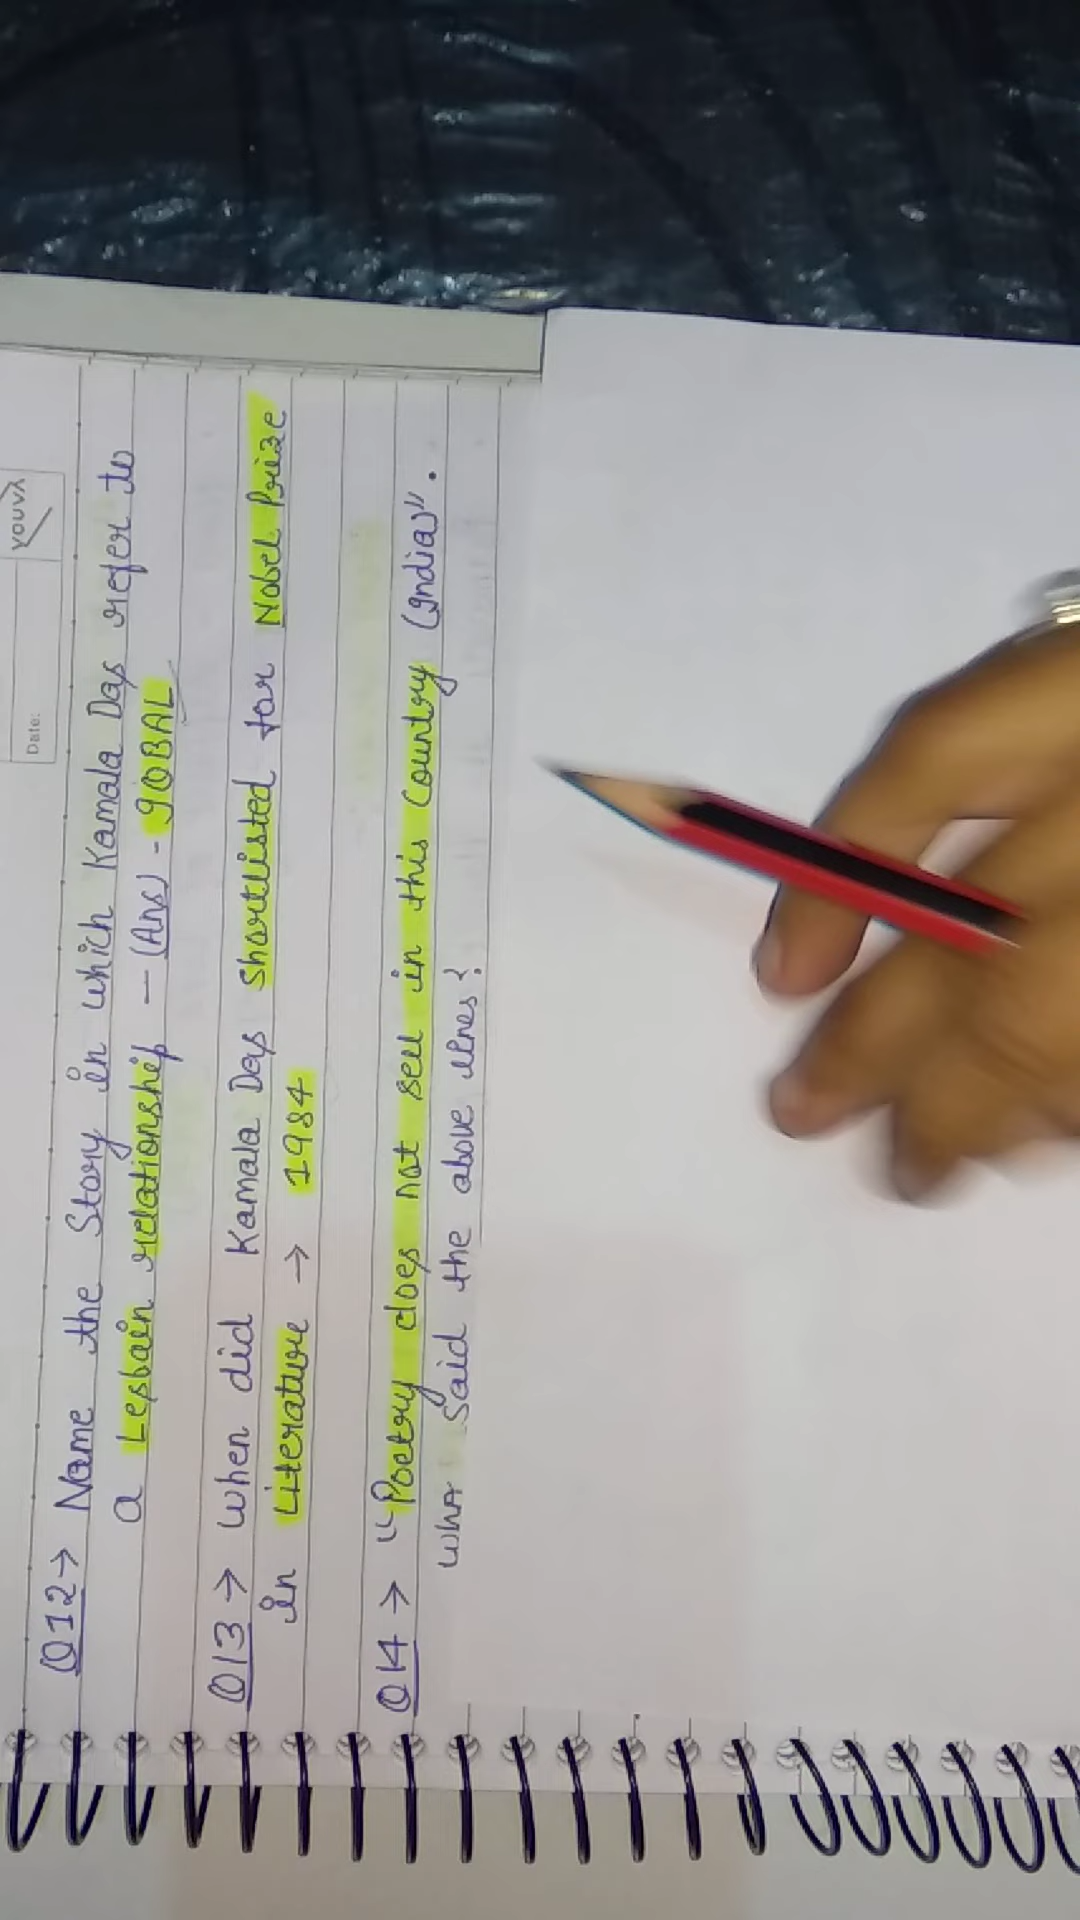 YOUVA
Date:
Q12→ Name the Story in which Kamala Das refer to
a Lesbain relationship — (Ans) - gOBAL
Q13→ when did Kamala Das shortlisted for Nobel Prize
in Literature → 1984
Q14→ "Poetry does not sell in this country (India)".
Who Said the above lines?